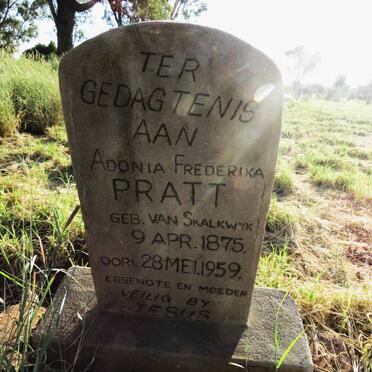 TER
GEDAGTENIS
AAN
ADONIA FREDERIKA
PRATT
GEB. VAN SKALKWYK
9 APR. 1875.
OORL. 28 MEI. 1959.
EGGENOTE EN MOEDER
VEILIG BY
JESUS